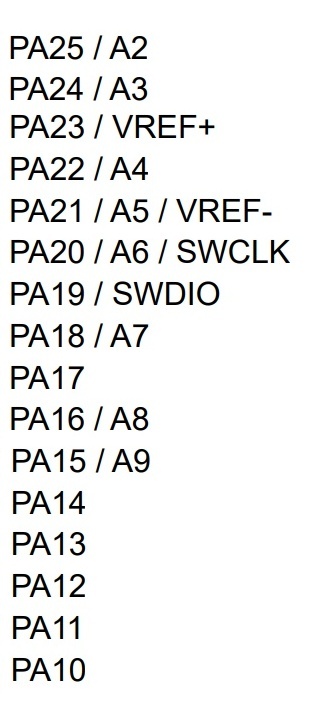 PA25 / A2
PA24 / A3
PA23 / VREF+
PA22 / A4
PA21 / A5 / VREF-
PA20 / A6 / SWCLK
PA19 / SWDIO
PA18 / A7
PA17
PA16 / A8
PA15 / A9
PA14
PA13
PA12
PA11
PA10